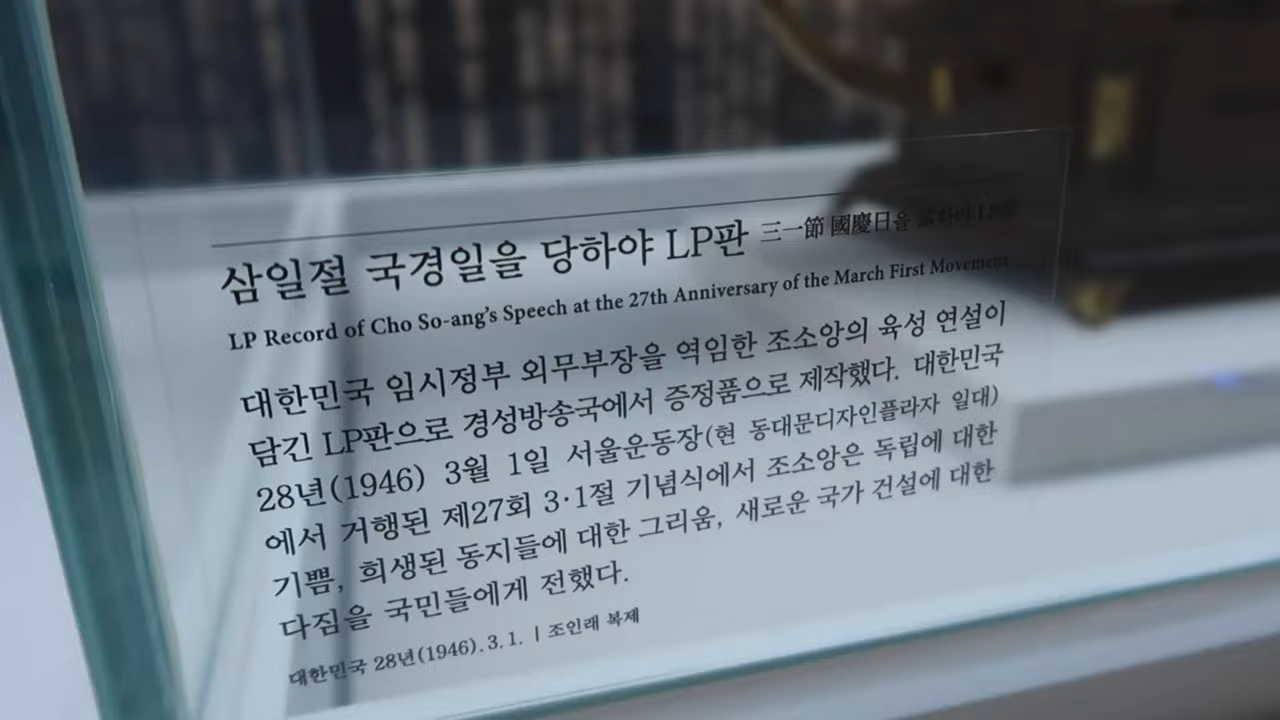 삼일절 국경일을 당하야 LP판 三一節 國慶日을
LP Record of Cho So-ang's Speech at the 27th Anniversary of the March First Movement
대한민국 임시정부 외무부장을 역임한 조소앙의 육성 연설이
담긴 LP판으로 경성방송국에서 증정품으로 제작했다. 대한민국
28년(1946) 3월 1일 서울운동장(현 동대문디자인플라자 일대)
에서 거행된 제27회 3·1절 기념식에서 조소앙은 독립에 대한
기쁨, 희생된 동지들에 대한 그리움, 새로운 국가 건설에 대한
다짐을 국민들에게 전했다.
대한민국 28년(1946). 3. 1. | 조인래 복제